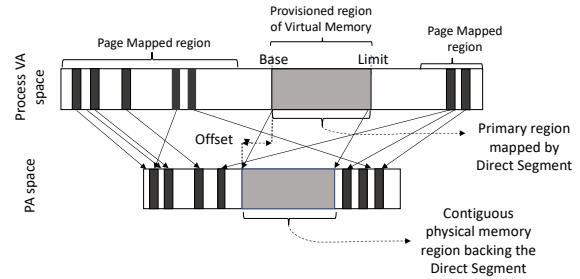 Provisioned region
of Virtual Memory
Page Mapped region
Page Mapped
region
Base
Limit
Process VA
space
Offset
Primary region
mapped by
Direct Segment
PA space
Contiguous
physical memory
region backing the
Direct Segment